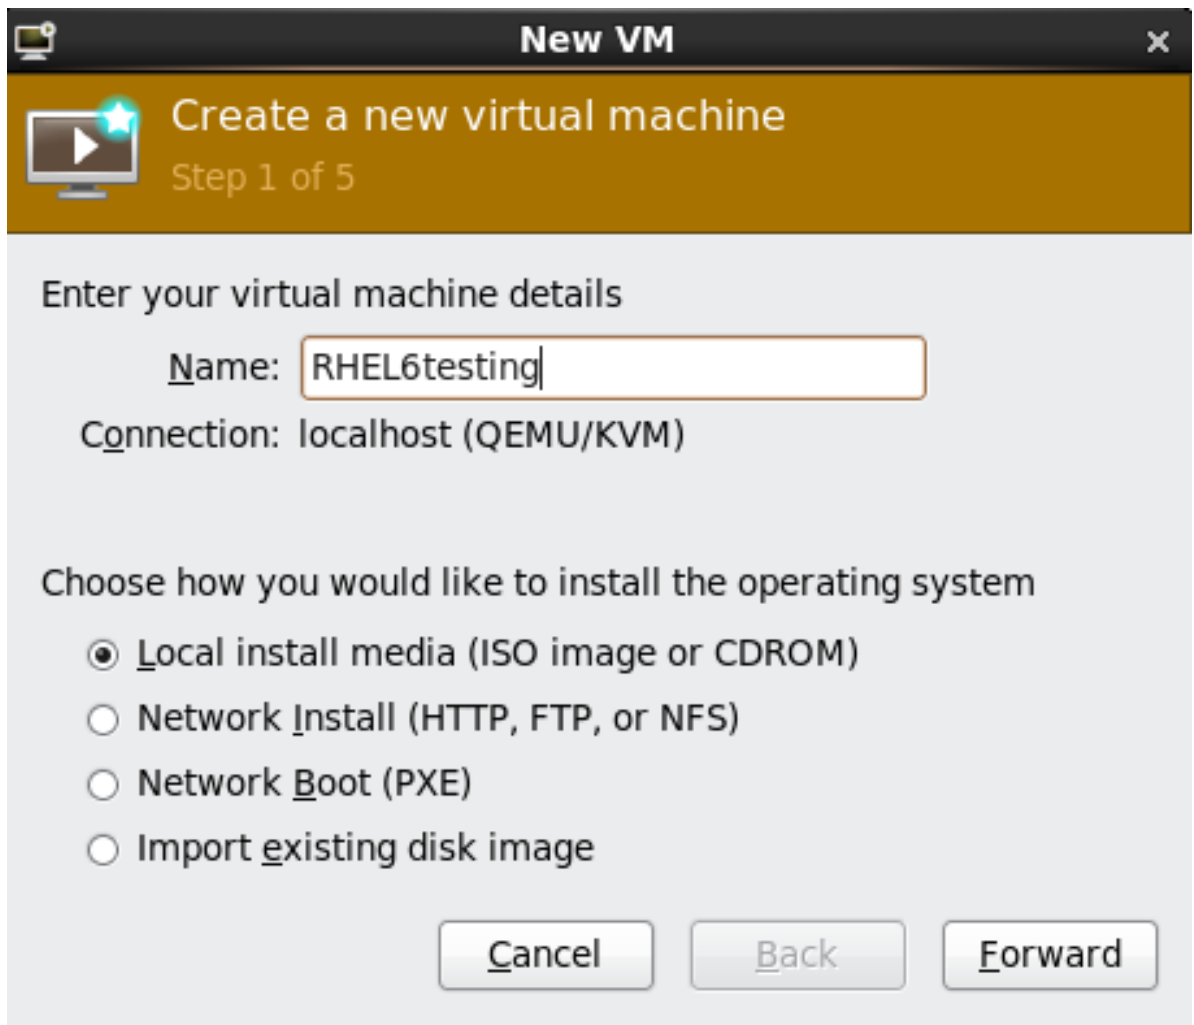 New VM
Create a new virtual machine
Step 1 of 5
Enter your virtual machine details
Name: RHEL6testing
Connection: localhost (QEMU/KVM)
Choose how you would like to install the operating system
Local install media (ISO image or CDROM)
Network Install (HTTP, FTP, or NFS)
Network Boot (PXE)
Import existing disk image
Cancel Back Forward